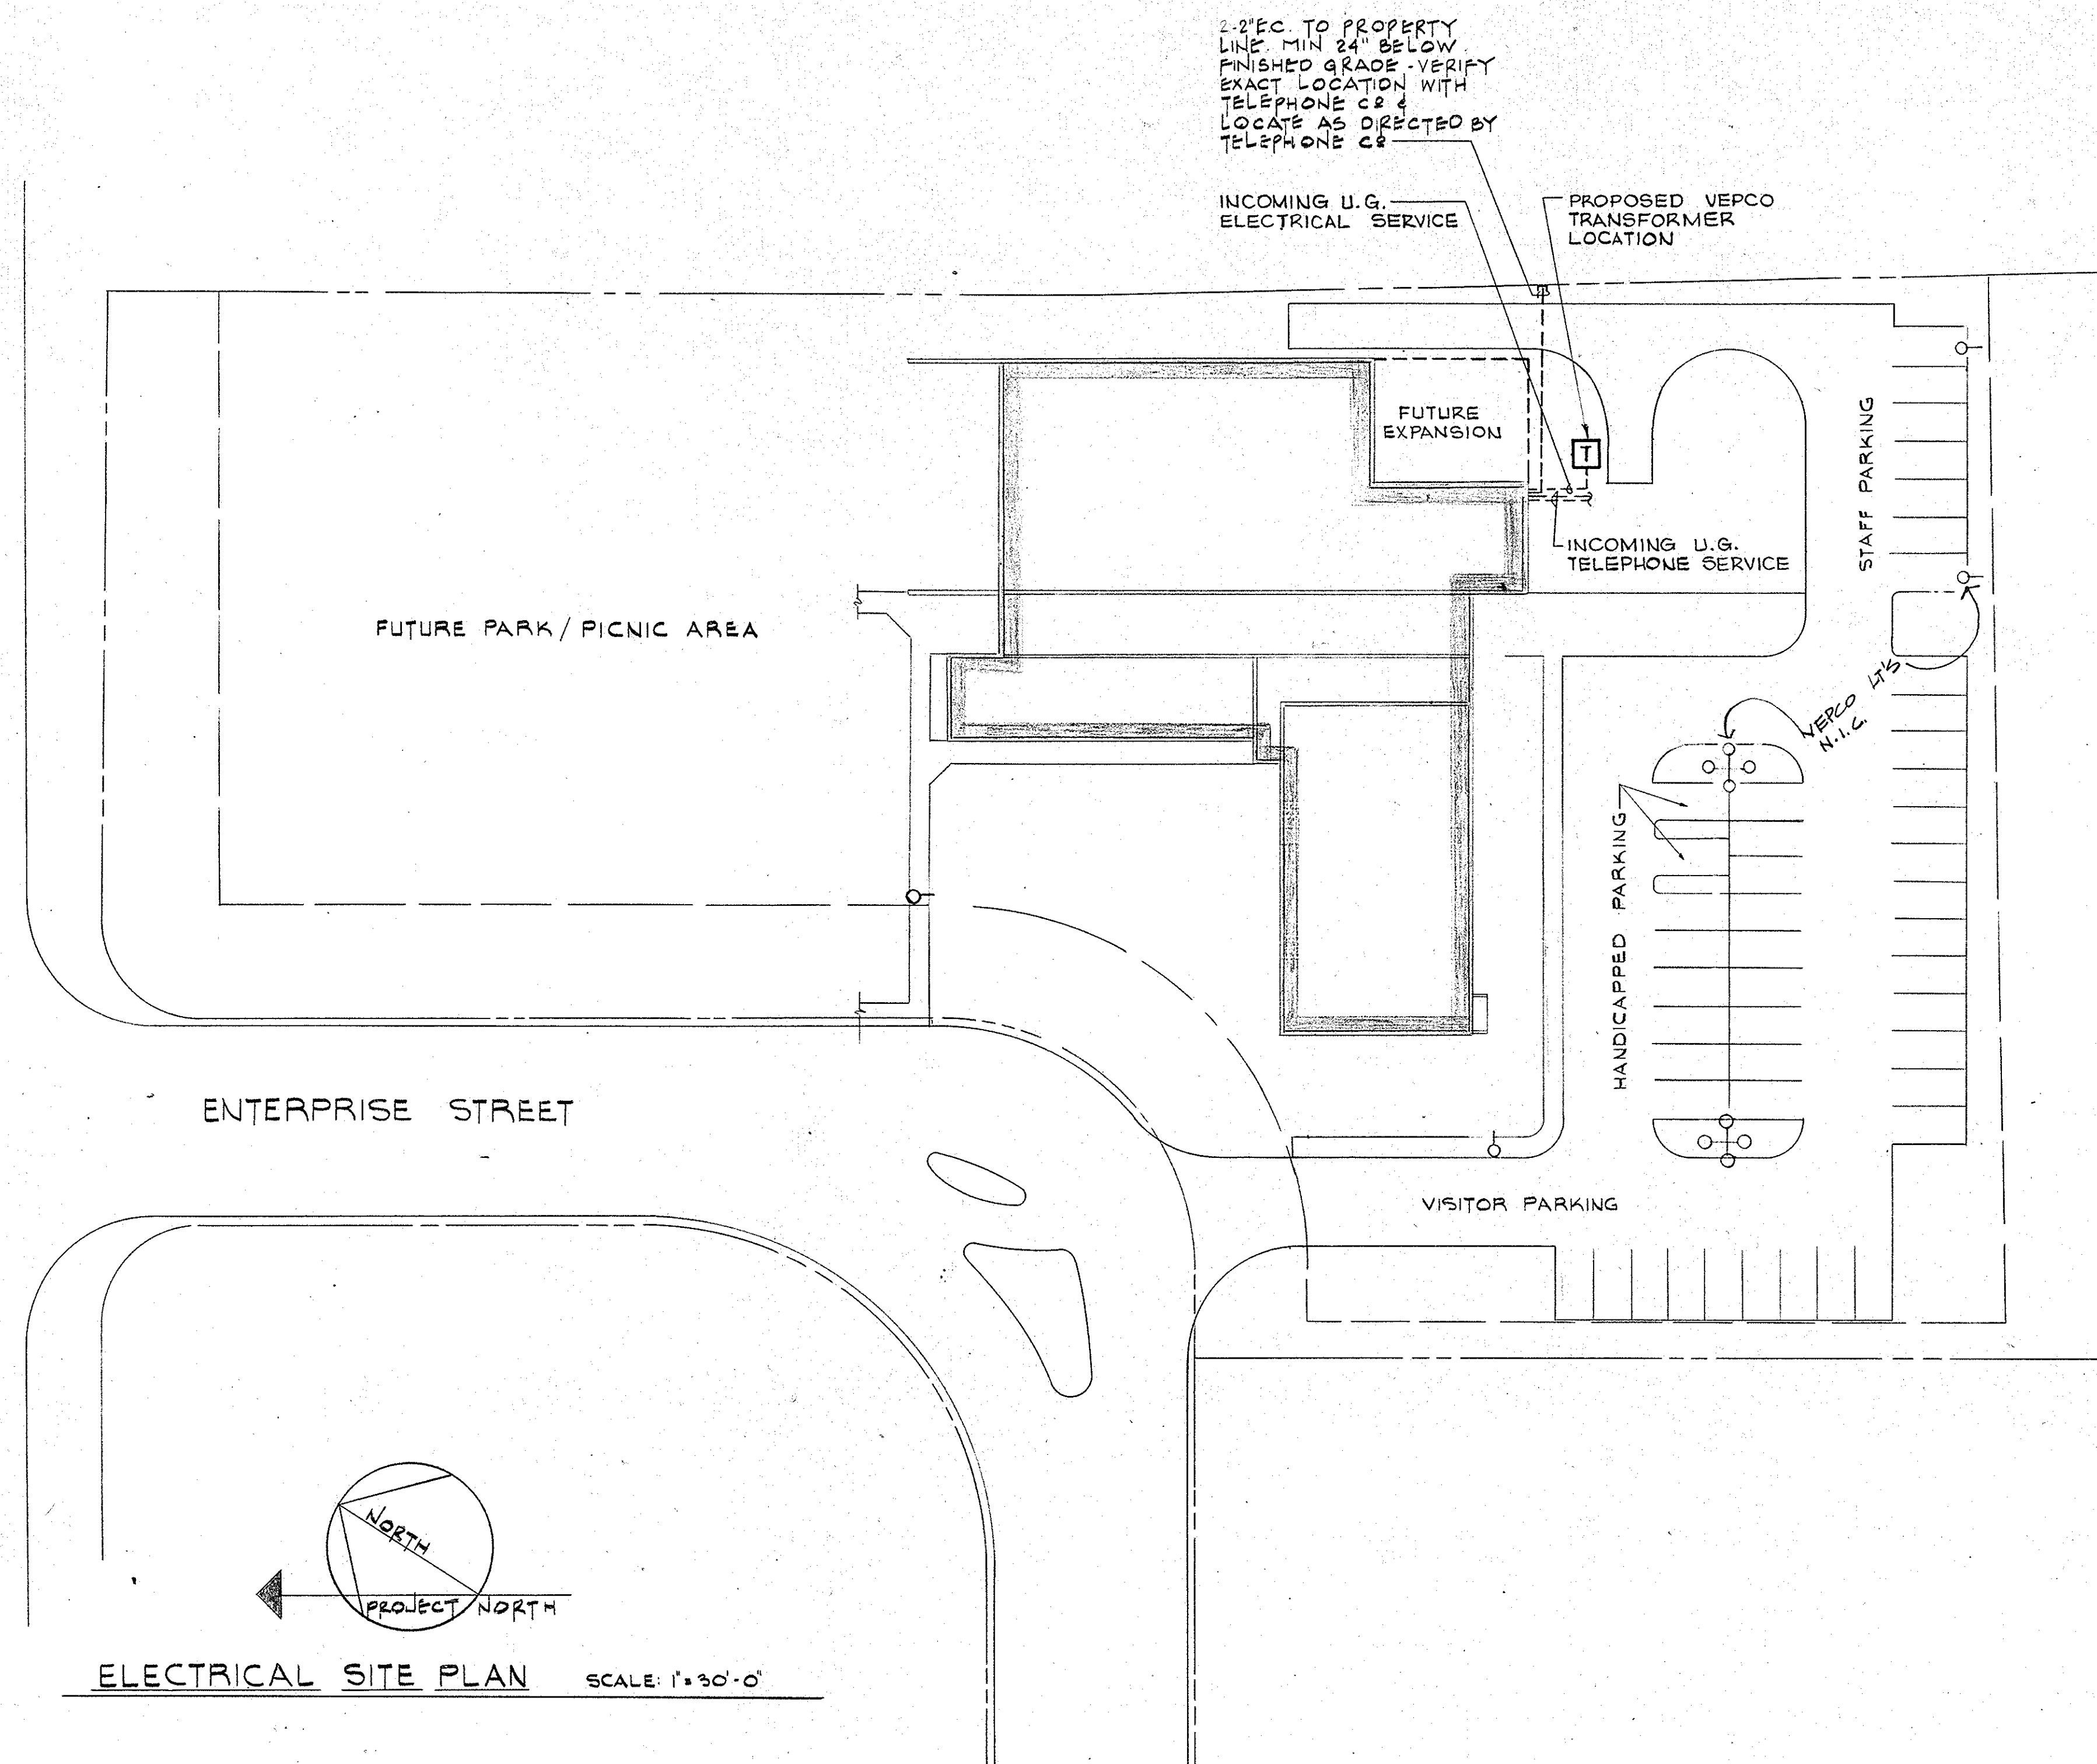 2-2"E.C. TO PROPERTY
LINE. MIN 24" BELOW
FINISHED GRADE - VERIFY
EXACT LOCATION WITH
TELEPHONE CO &
LOCATE AS DIRECTED BY
TELEPHONE CO
INCOMING U.G.
ELECTRICAL SERVICE
PROPOSED VEPCO
TRANSFORMER
LOCATION
FUTURE
EXPANSION
T
STAFF PARKING
INCOMING U.G.
TELEPHONE SERVICE
FUTURE PARK / PICNIC AREA
VEPCO LT'S
N.I.C.
HANDICAPPED PARKING
ENTERPRISE STREET
VISITOR PARKING
NORTH
PROJECT NORTH
ELECTRICAL SITE PLAN SCALE: 1"=30'-0"